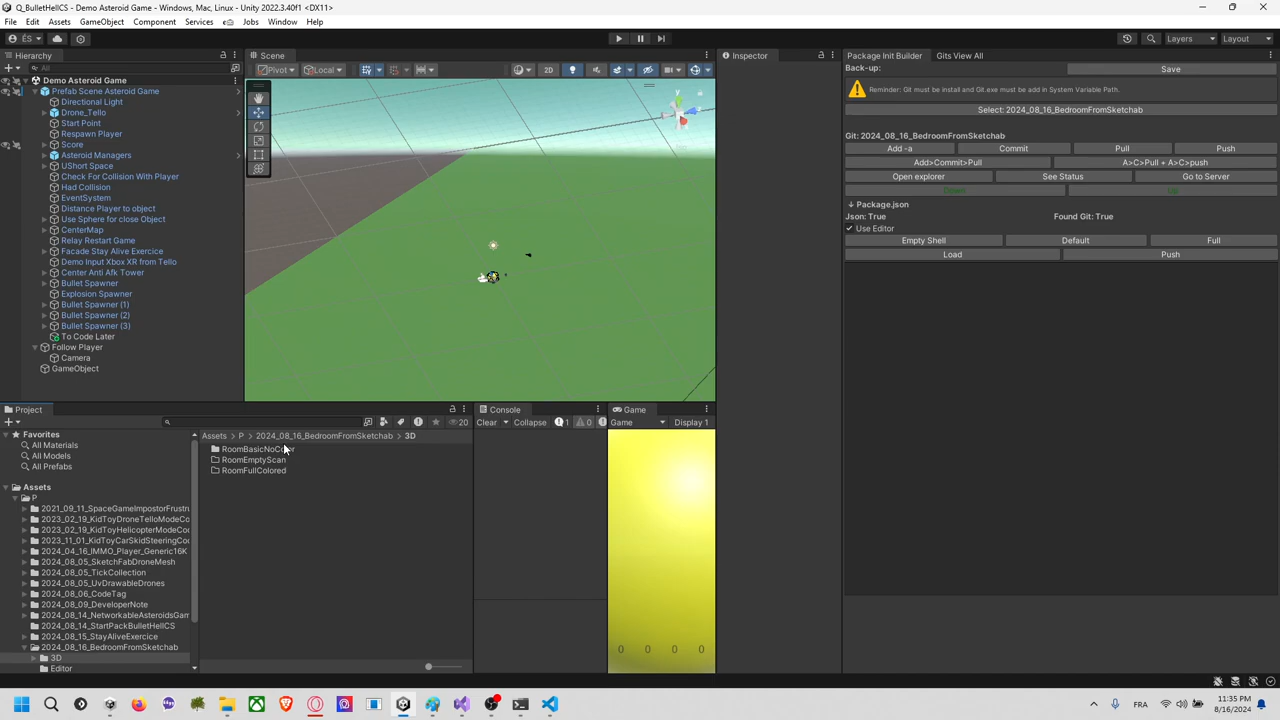 Q_BulletHellCS - Demo Asteroid Game - Windows, Mac, Linux - Unity 2022.3.40f1 <DX11>
File Edit Assets GameObject Component Services Jobs Window Help
ÉS Layers Layout
Hierarchy
All
Demo Asteroid Game
Prefab Scene Asteroid Game
Directional Light
Drone_Tello
Start Point
Respawn Player
Score
Asteroid Managers
UShort Space
Check For Collision With Player
Had Collision
EventSystem
Distance Player to object
Use Sphere for close Object
CenterMap
Relay Restart Game
Facade Stay Alive Exercice
Demo Input Xbox XR from Tello
Center Anti Afk Tower
Bullet Spawner
Explosion Spawner
Bullet Spawner (1)
Bullet Spawner (2)
Bullet Spawner (3)
To Code Later
Follow Player
Camera
GameObject
Scene
Pivot Local 2D
y
Inspector
Package Init Builder Gits View All
Back-up: Save
Reminder: Git must be install and Git.exe must be add in System Variable Path.
Select: 2024_08_16_BedroomFromSketchab
Git: 2024_08_16_BedroomFromSketchab
Add -a Commit Pull Push
Add>Commit>Pull A>C>Pull + A>C>push
Open explorer See Status Go to Server
Down Up
↓ Package.json
Json: True Found Git: True
Use Editor
Empty Shell Default Full
Load Push
Project
20
Favorites
All Materials
All Models
All Prefabs
Assets
P
2021_09_11_SpaceGameImpostorFrustru
2023_02_19_KidToyDroneTelloModeCo
2023_02_19_KidToyHelicopterModeCod
2023_11_01_KidToyCarSkidSteeringCod
2024_04_16_IMMO_Player_Generic16K
2024_08_05_SketchFabDroneMesh
2024_08_05_TickCollection
2024_08_05_UvDrawableDrones
2024_08_06_CodeTag
2024_08_09_DeveloperNote
2024_08_14_NetworkableAsteroidsGam
2024_08_14_StartPackBulletHellCS
2024_08_15_StayAliveExercice
2024_08_16_BedroomFromSketchab
3D
Editor
Assets > P > 2024_08_16_BedroomFromSketchab > 3D
RoomBasicNoColor
RoomEmptyScan
RoomFullColored
Console
Clear Collapse 1 0
Game
Game Display 1
0 0 0 0
FRA 11:35 PM
8/16/2024